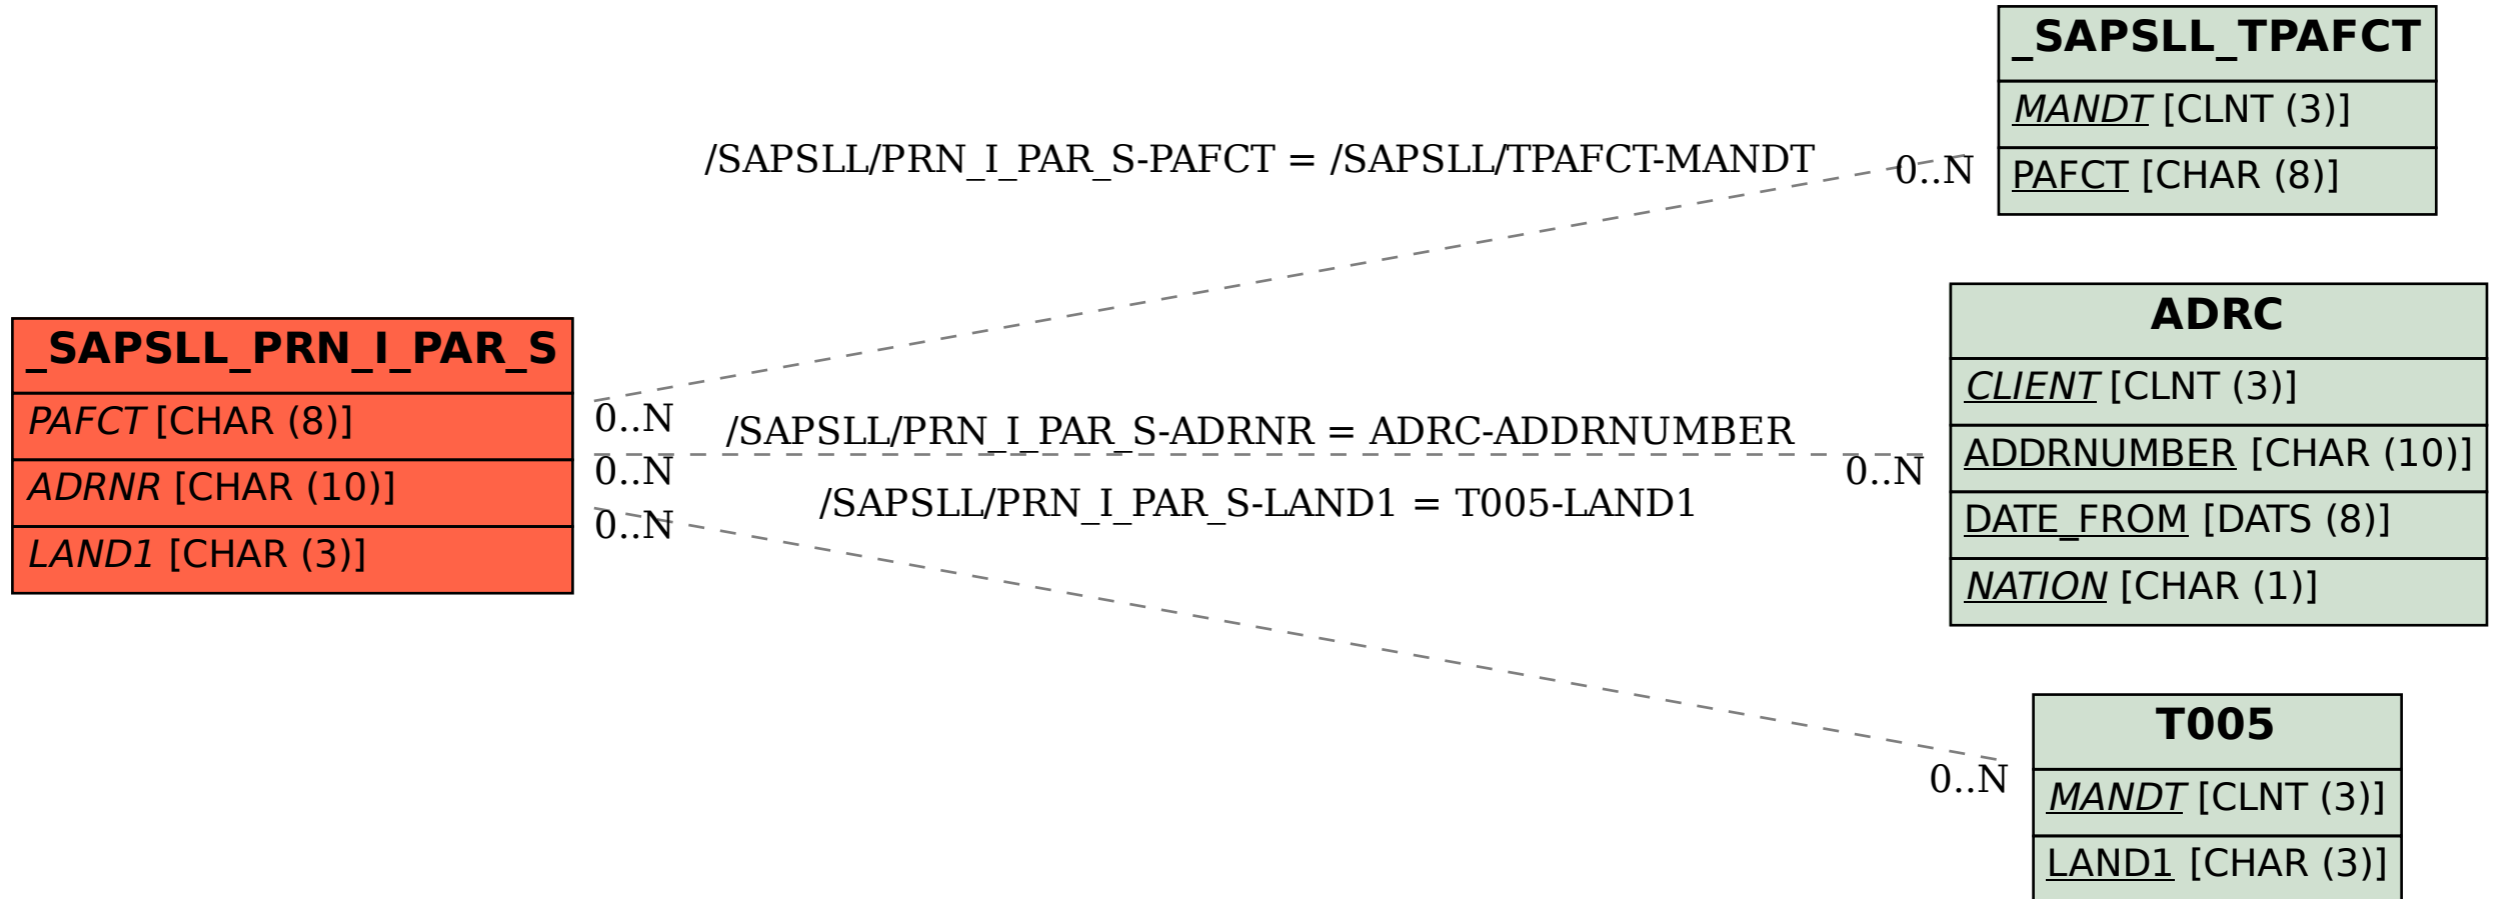 _SAPSLL_PRN_I_PAR_S
PAFCT [CHAR (8)]
ADRNR [CHAR (10)]
LAND1 [CHAR (3)]
/SAPSLL/PRN_I_PAR_S-PAFCT = /SAPSLL/TPAFCT-MANDT
0..N
0..N
/SAPSLL/PRN_I_PAR_S-ADRNR = ADRC-ADDRNUMBER
0..N
0..N
/SAPSLL/PRN_I_PAR_S-LAND1 = T005-LAND1
0..N
0..N
_SAPSLL_TPAFCT
MANDT [CLNT (3)]
PAFCT [CHAR (8)]
ADRC
CLIENT [CLNT (3)]
ADDRNUMBER [CHAR (10)]
DATE_FROM [DATS (8)]
NATION [CHAR (1)]
T005
MANDT [CLNT (3)]
LAND1 [CHAR (3)]